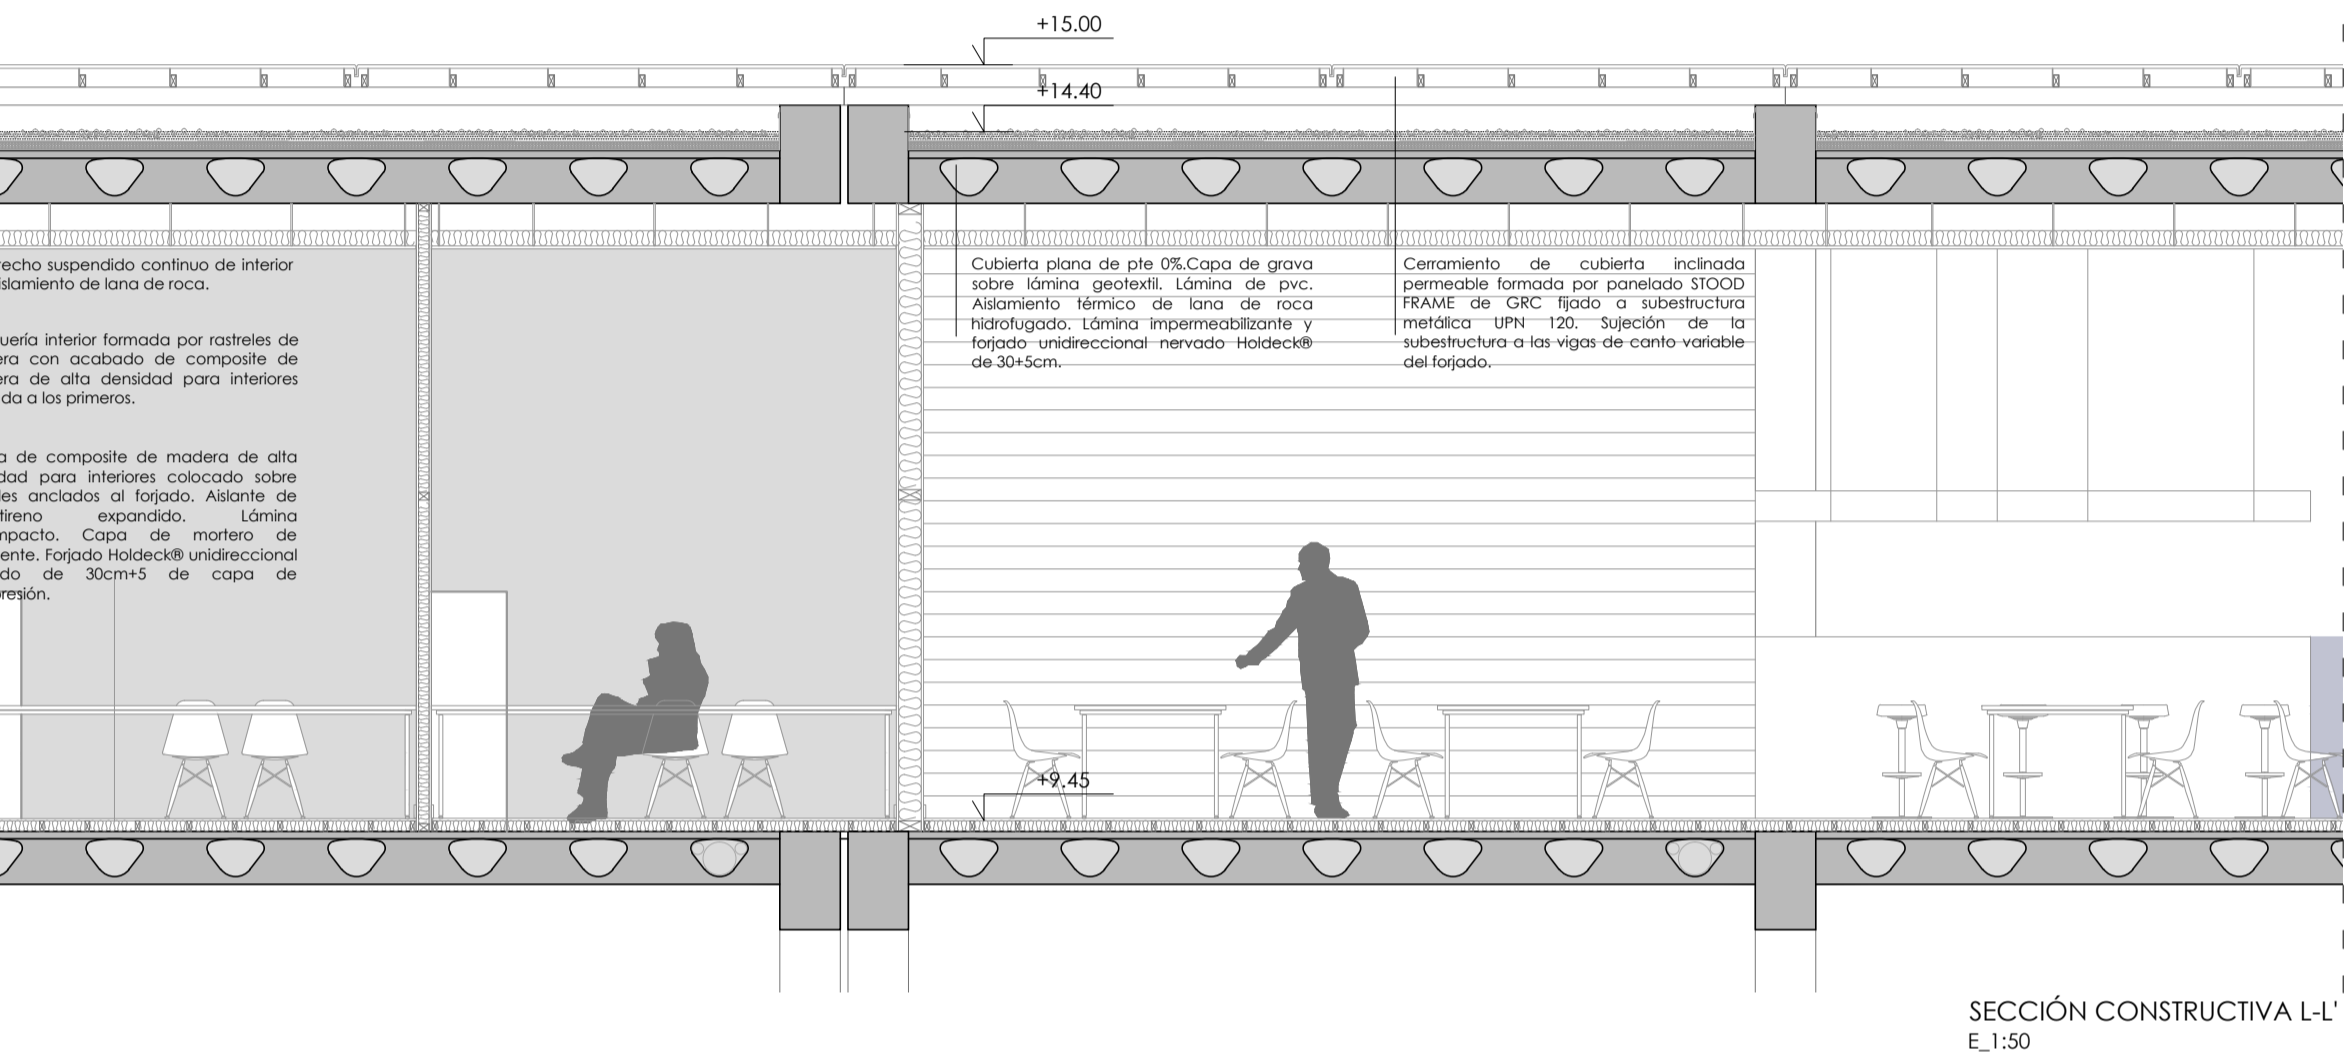 +15.00
+14.40
echo suspendido continuo de interior
islamiento de lana de roca.
uería interior formada por rastreles de
era con acabado de composite de
era de alta densidad para interiores
da a los primeros.
a de composite de madera de alta
dad para interiores colocado sobre
les anclados al forjado. Aislante de
tireno expandido. Lámina
mpacto. Capa de mortero de
ente. Forjado Holdeck® unidireccional
do de 30cm+5 de capa de
resión.
Cubierta plana de pte 0%.Capa de grava
sobre lámina geotextil. Lámina de pvc.
Aislamiento térmico de lana de roca
hidrofugado. Lámina impermeabilizante y
forjado unidireccional nervado Holdeck®
de 30+5cm.
Cerramiento de cubierta inclinada
permeable formada por panelado STOOD
FRAME de GRC fijado a subestructura
metálica UPN 120. Sujeción de la
substructura a las vigas de canto variable
del forjado.
+9.45
SECCIÓN CONSTRUCTIVA L-L'
E_1:50